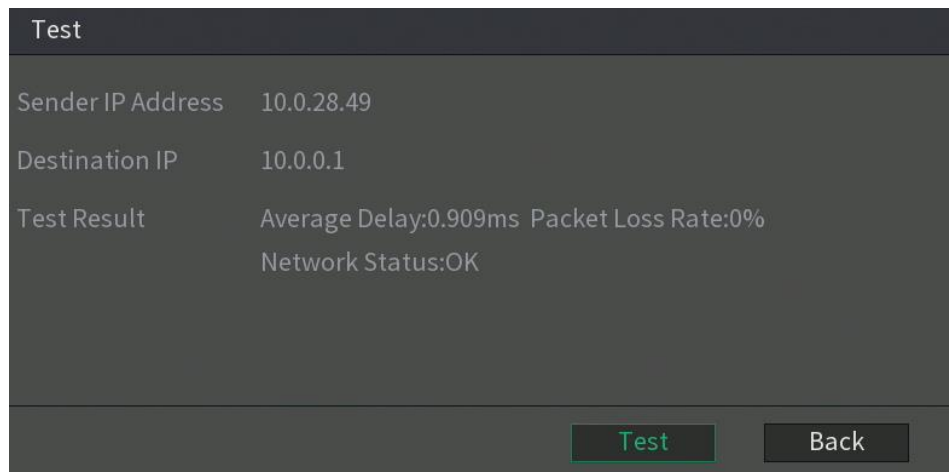 Test
Sender IP Address 10.0.28.49
Destination IP 10.0.0.1
Test Result Average Delay:0.909ms Packet Loss Rate:0%
Network Status:OK
Test Back